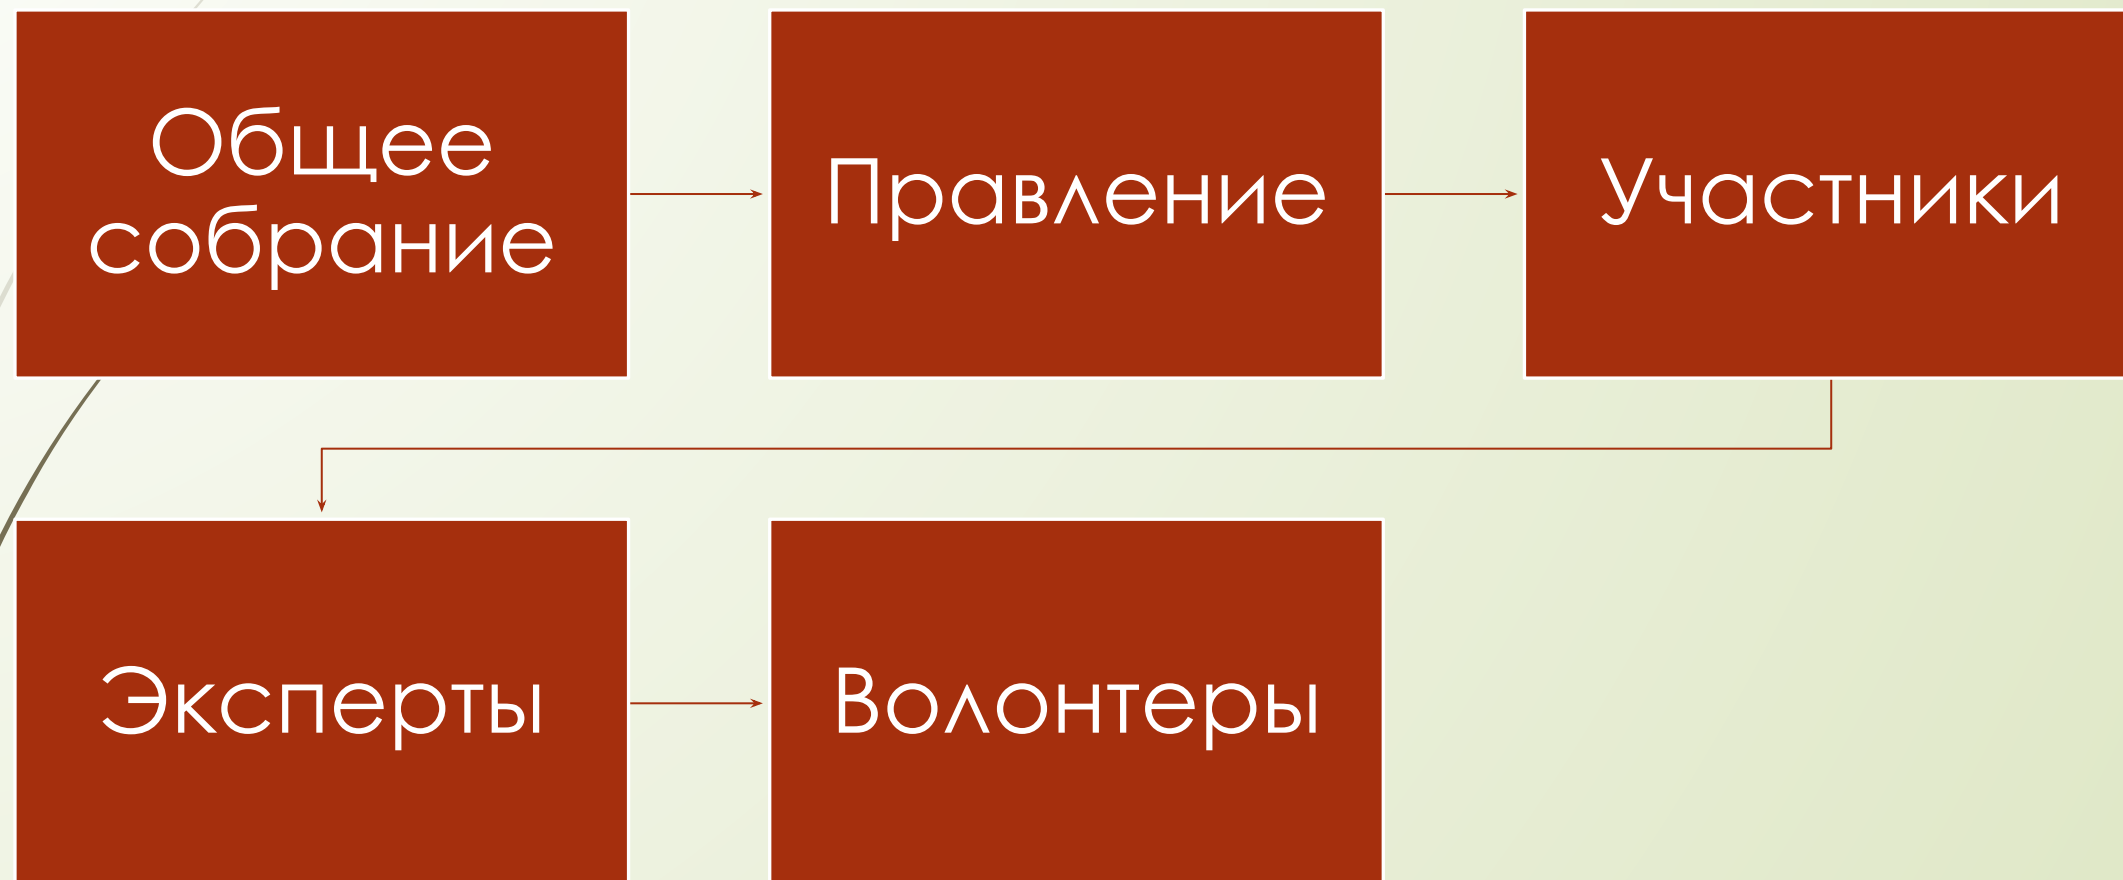 Общее
собрание
Правление
Участники
Эксперты
Волонтеры